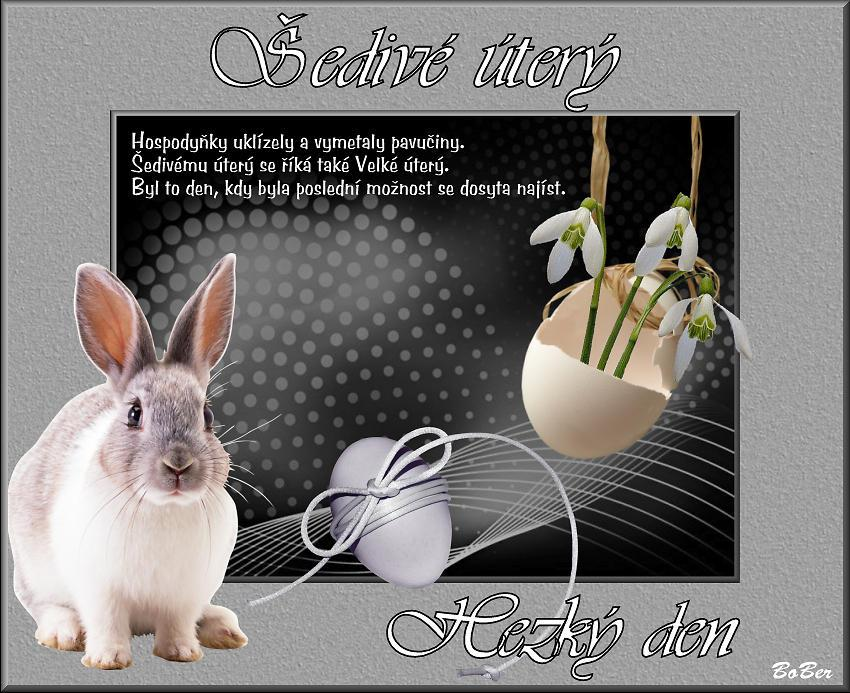 Šedivé úterý
Hospodyňky uklízely a vymetaly pavučiny.
Šedivému úterý se říká také Velké úterý.
Byl to den, kdy byla poslední možnost se dosyta najíst.
Hezký den
BoBer